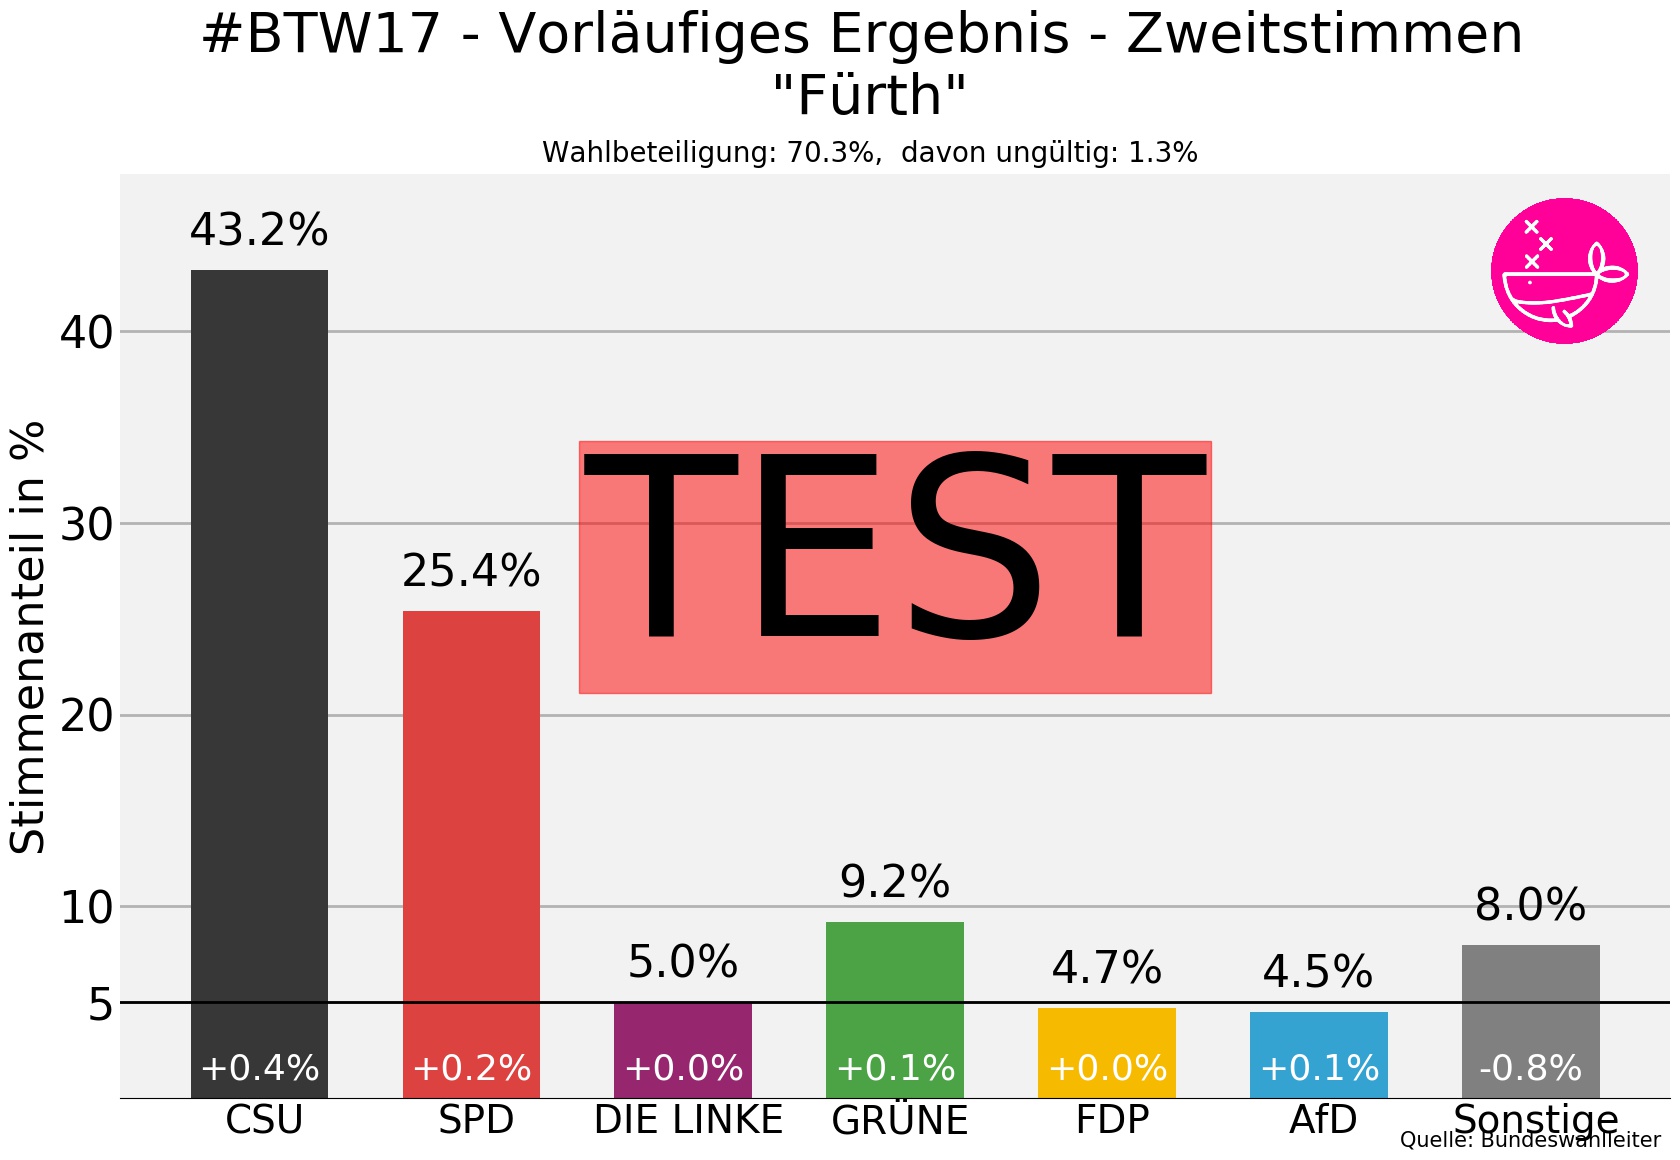 #BTW17 - Vorläufiges Ergebnis - Zweitstimmen
"Fürth"
Wahlbeteiligung: 70.3%,  davon ungültig: 1.3%
Stimmenanteil in %
40
30
20
10
5
43.2%
25.4%
5.0%
9.2%
4.7%
4.5%
8.0%
TEST
+0.4%
+0.2%
+0.0%
+0.1%
+0.0%
+0.1%
-0.8%
CSU
SPD
DIE LINKE
GRÜNE
FDP
AfD
Sonstige
Quelle: Bundeswahlleiter